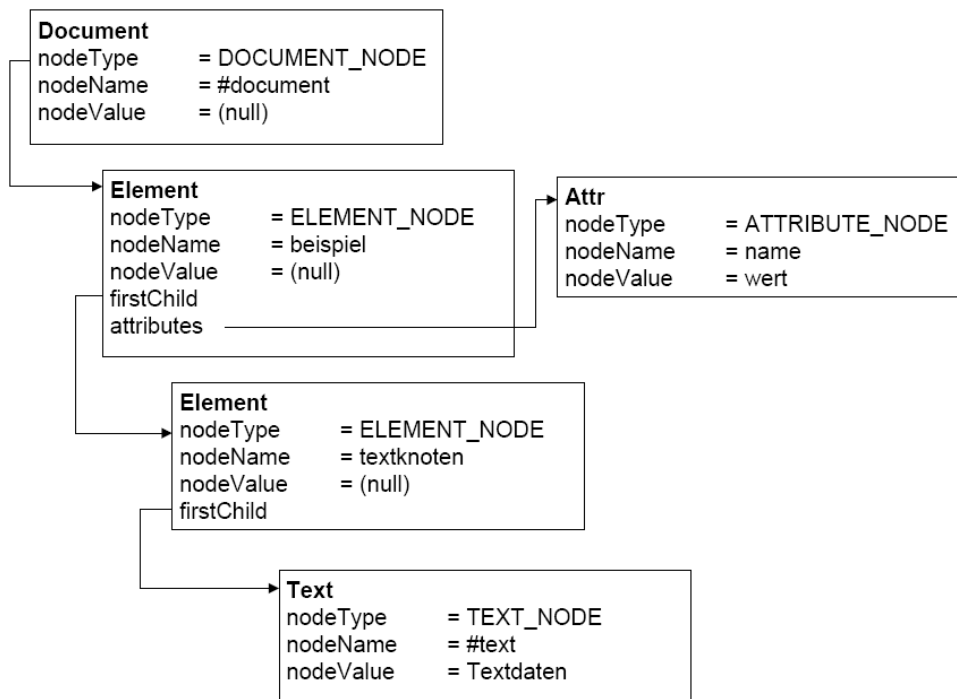 Document
nodeType = DOCUMENT_NODE
nodeName = #document
nodeValue = (null)
Element
nodeType = ELEMENT_NODE
nodeName = beispiel
nodeValue = (null)
firstChild
attributes
Attr
nodeType = ATTRIBUTE_NODE
nodeName = name
nodeValue = wert
Element
nodeType = ELEMENT_NODE
nodeName = textknoten
nodeValue = (null)
firstChild
Text
nodeType = TEXT_NODE
nodeName = #text
nodeValue = Textdaten